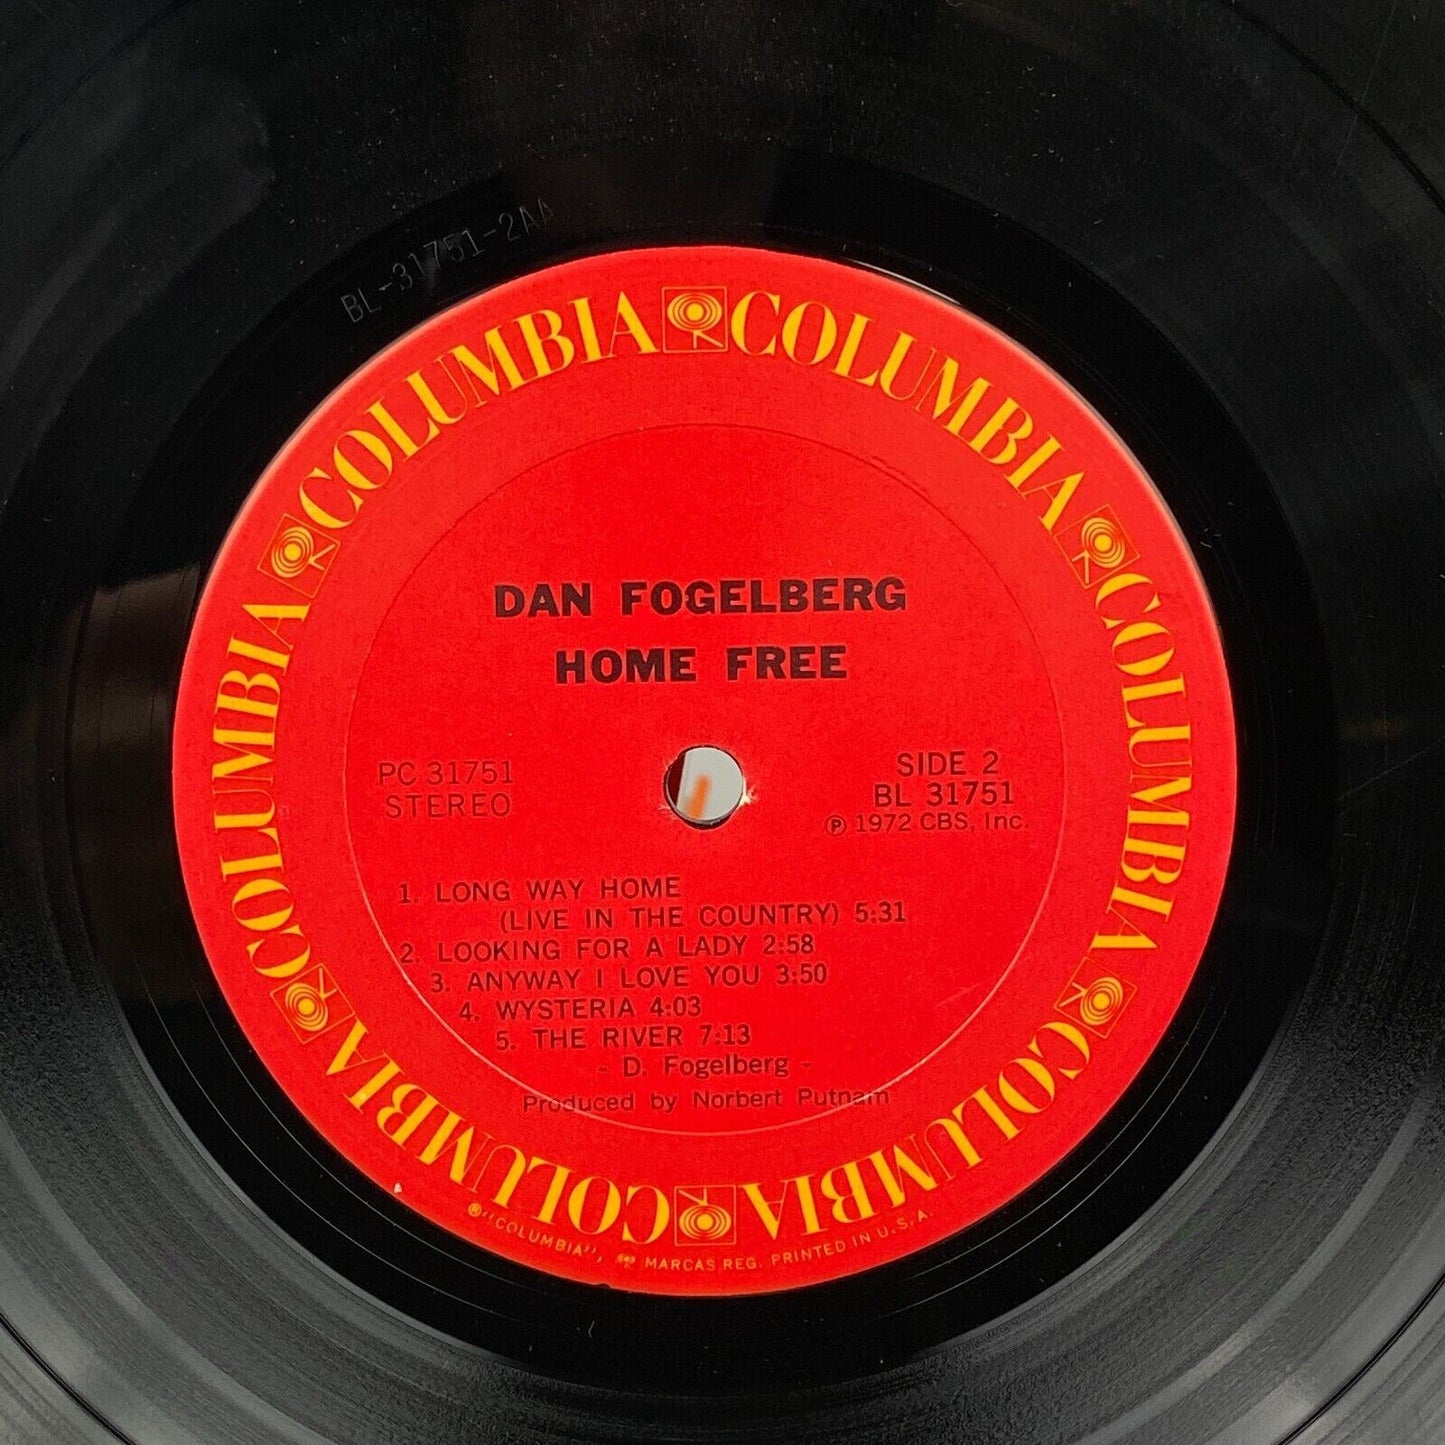 BL-31751-2AA
COLUMBIA COLUMBIA COLUMBIA COLUMBIA COLUMBIA COLUMBIA
DAN FOGELBERG
HOME FREE
PC 31751
STEREO
SIDE 2
BL 31751
℗ 1972 CBS, Inc.
1. LONG WAY HOME
(LIVE IN THE COUNTRY) 5:31
2. LOOKING FOR A LADY 2:58
3. ANYWAY I LOVE YOU 3:50
4. WYSTERIA 4:03
5. THE RIVER 7:13
- D. Fogelberg -
Produced by Norbert Putnam
®"COLUMBIA", MARCAS REG. PRINTED IN U.S.A.